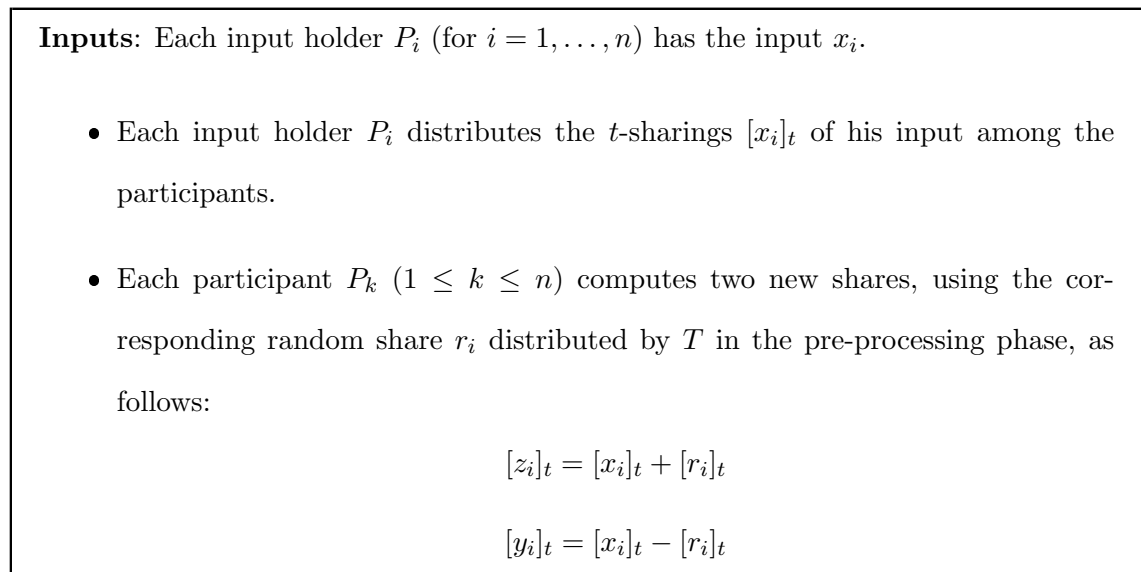 Inputs: Each input holder P_i (for i = 1, . . . , n) has the input x_i.
• Each input holder P_i distributes the t-sharings [x_i]_t of his input among the
participants.
• Each participant P_k (1 ≤ k ≤ n) computes two new shares, using the cor-
responding random share r_i distributed by T in the pre-processing phase, as
follows:
[z_i]_t = [x_i]_t + [r_i]_t
[y_i]_t = [x_i]_t − [r_i]_t